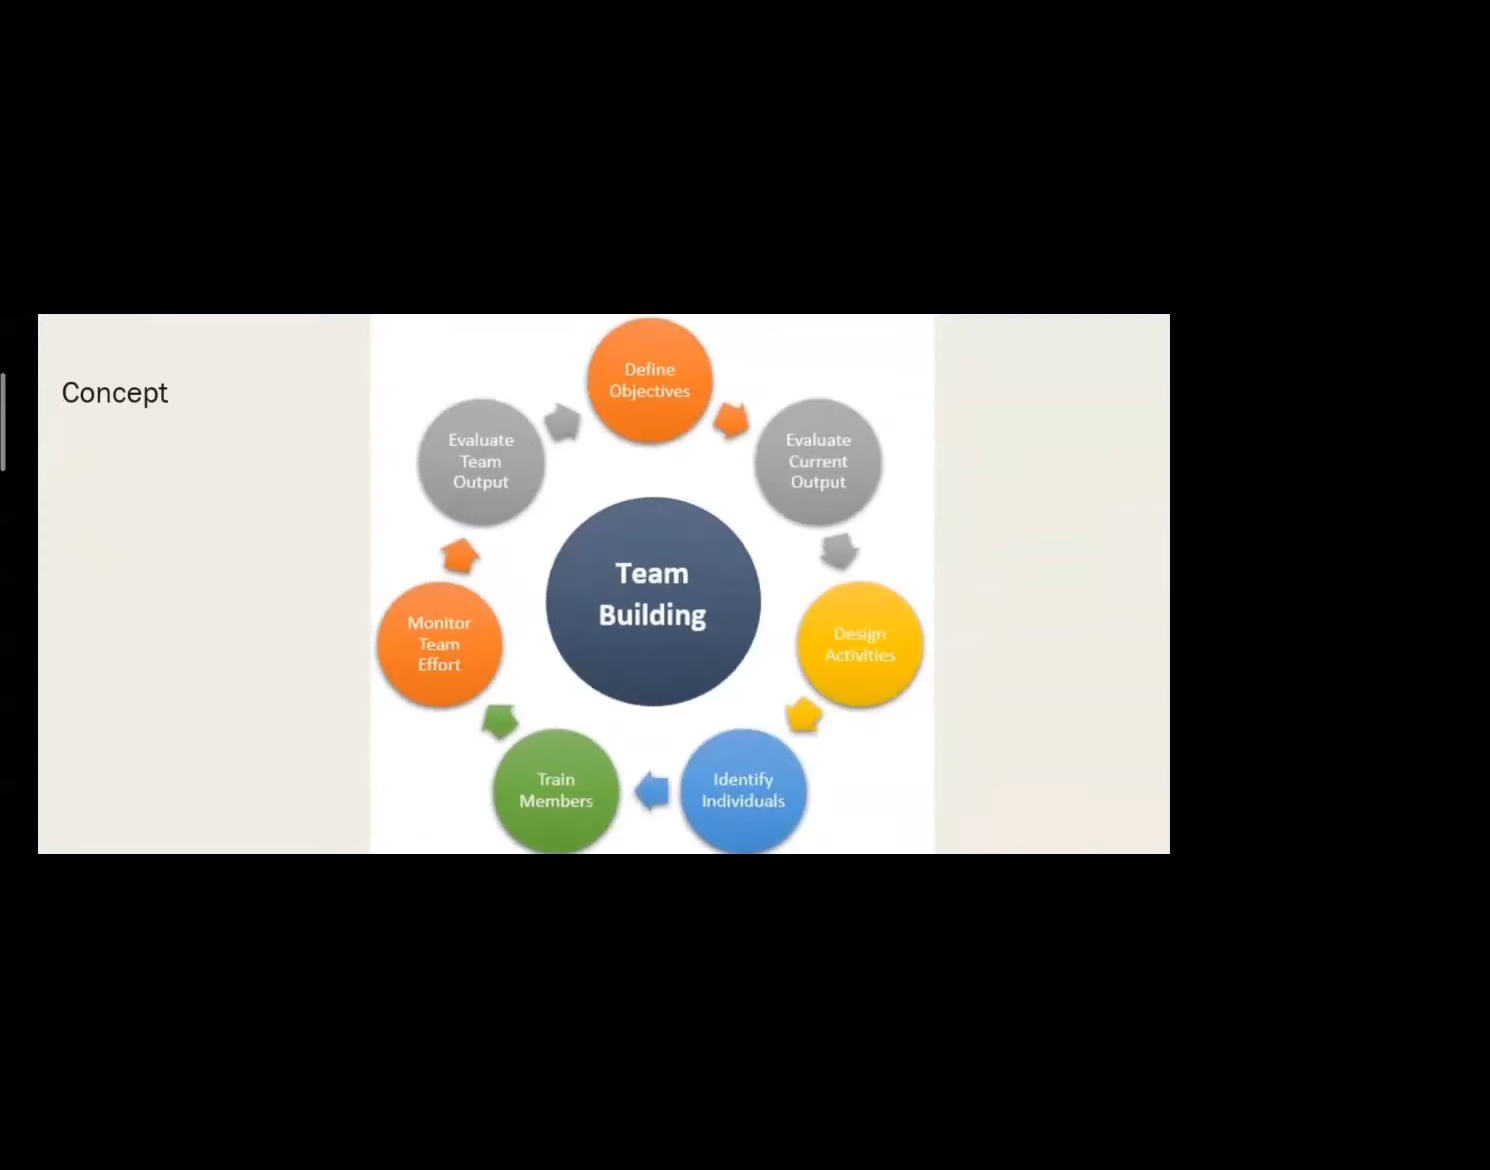 Concept
Define
Objectives
Evaluate
Current
Output
Design
Activities
Identify
Individuals
Train
Members
Monitor
Team
Effort
Evaluate
Team
Output
Team
Building